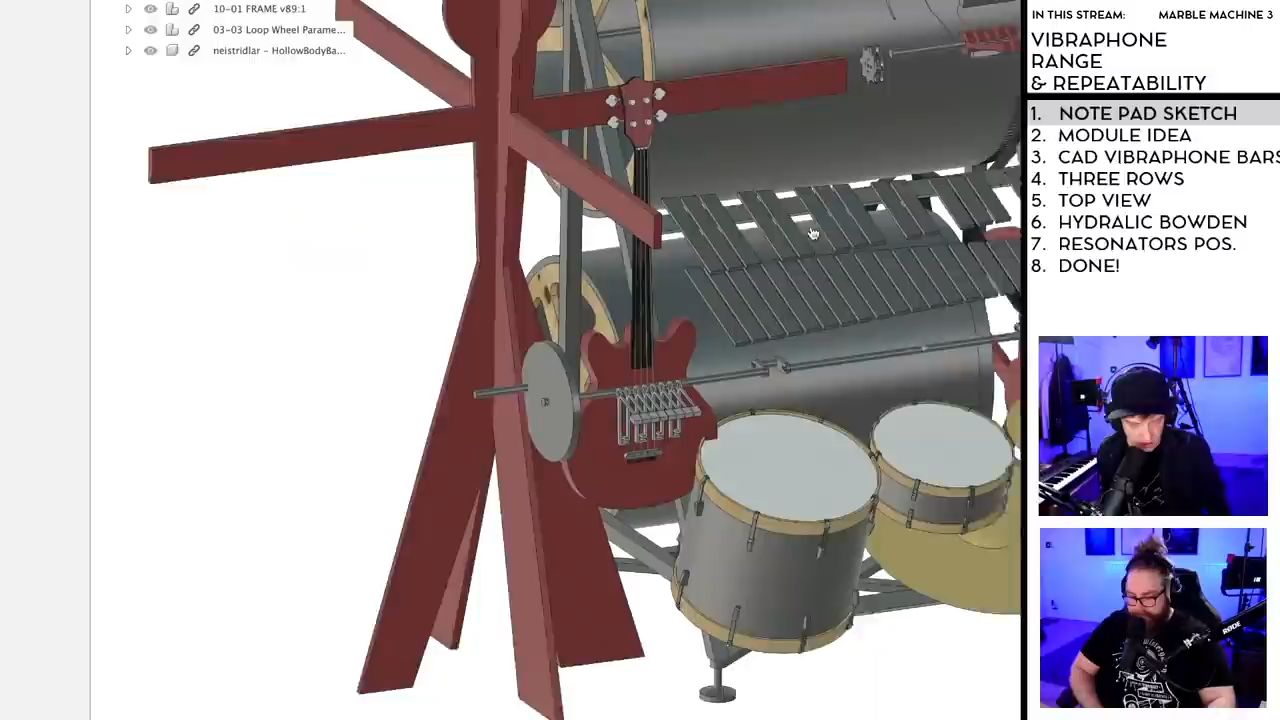 10-01 FRAME v89:1
03-03 Loop Wheel Parame...
neistridlar - HollowBodyBa...
IN THIS STREAM: MARBLE MACHINE 3
VIBRAPHONE
RANGE
& REPEATABILITY
1. NOTE PAD SKETCH
2. MODULE IDEA
3. CAD VIBRAPHONE BARS
4. THREE ROWS
5. TOP VIEW
6. HYDRALIC BOWDEN
7. RESONATORS POS.
8. DONE!
RØDE